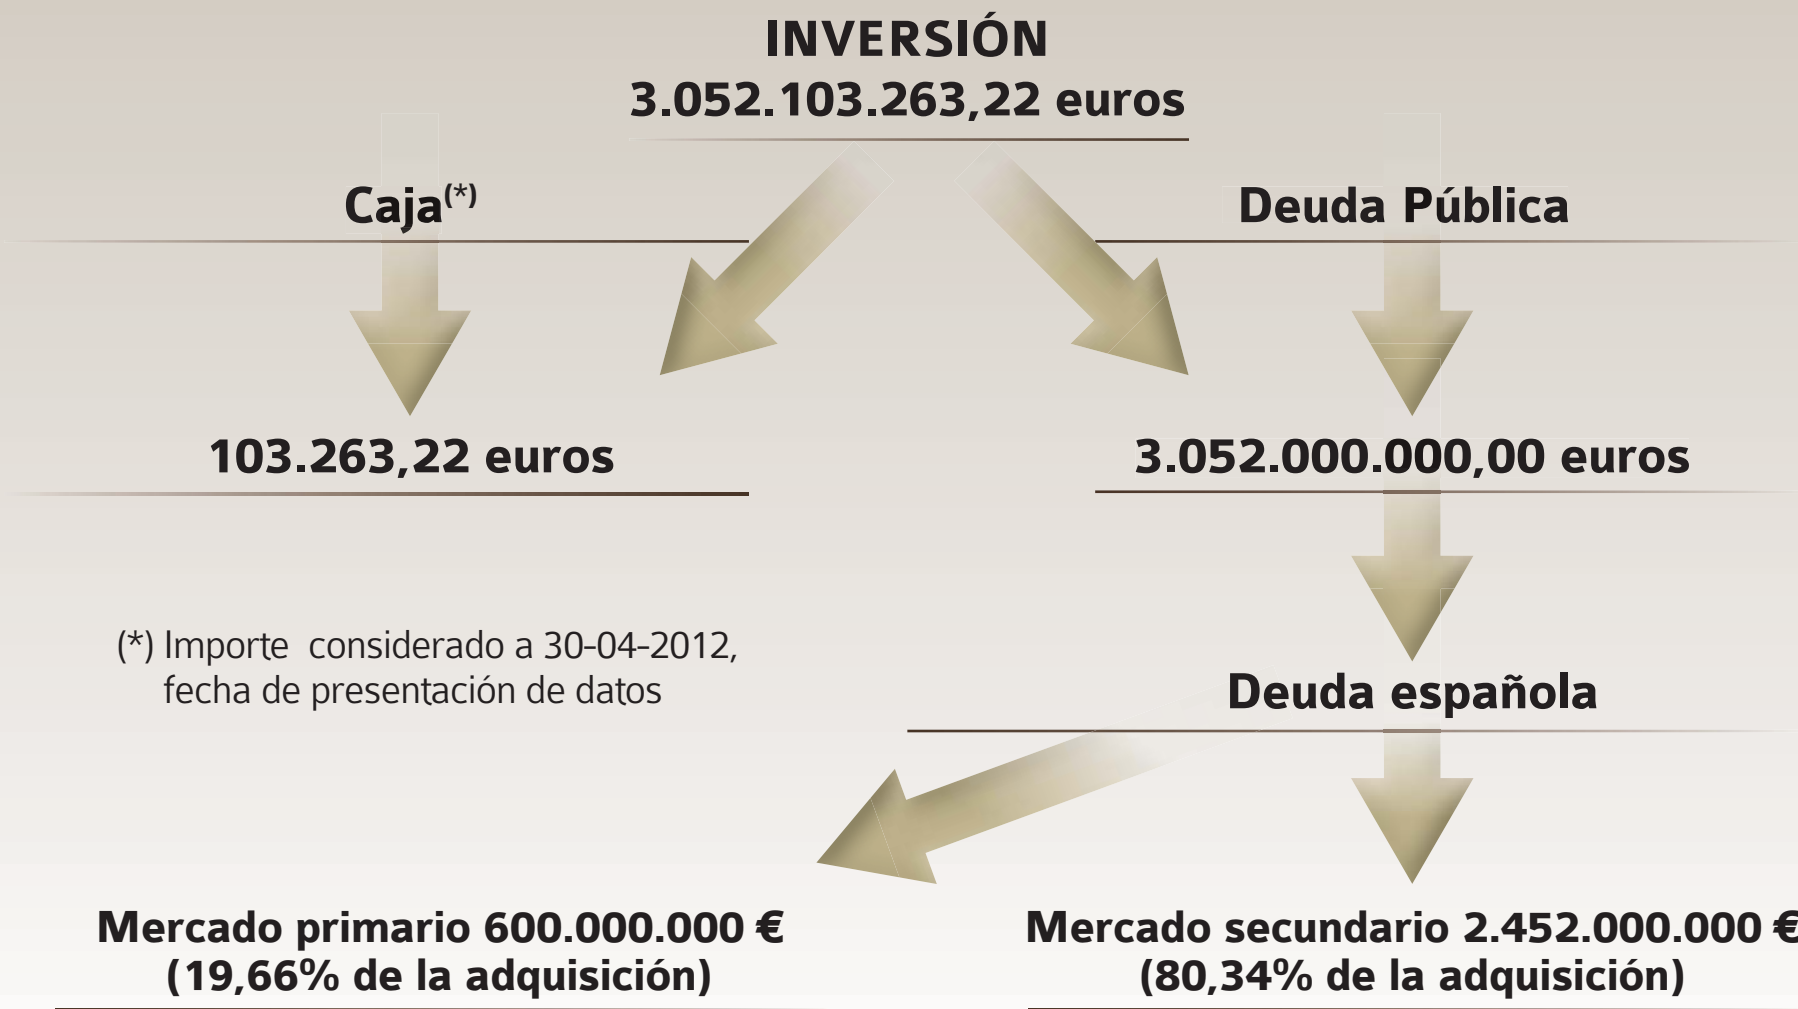 INVERSIÓN
3.052.103.263,22 euros
Caja(*)
Deuda Pública
103.263,22 euros
3.052.000.000,00 euros
(*) Importe considerado a 30-04-2012,
fecha de presentación de datos
Deuda española
Mercado primario 600.000.000 €
(19,66% de la adquisición)
Mercado secundario 2.452.000.000 €
(80,34% de la adquisición)